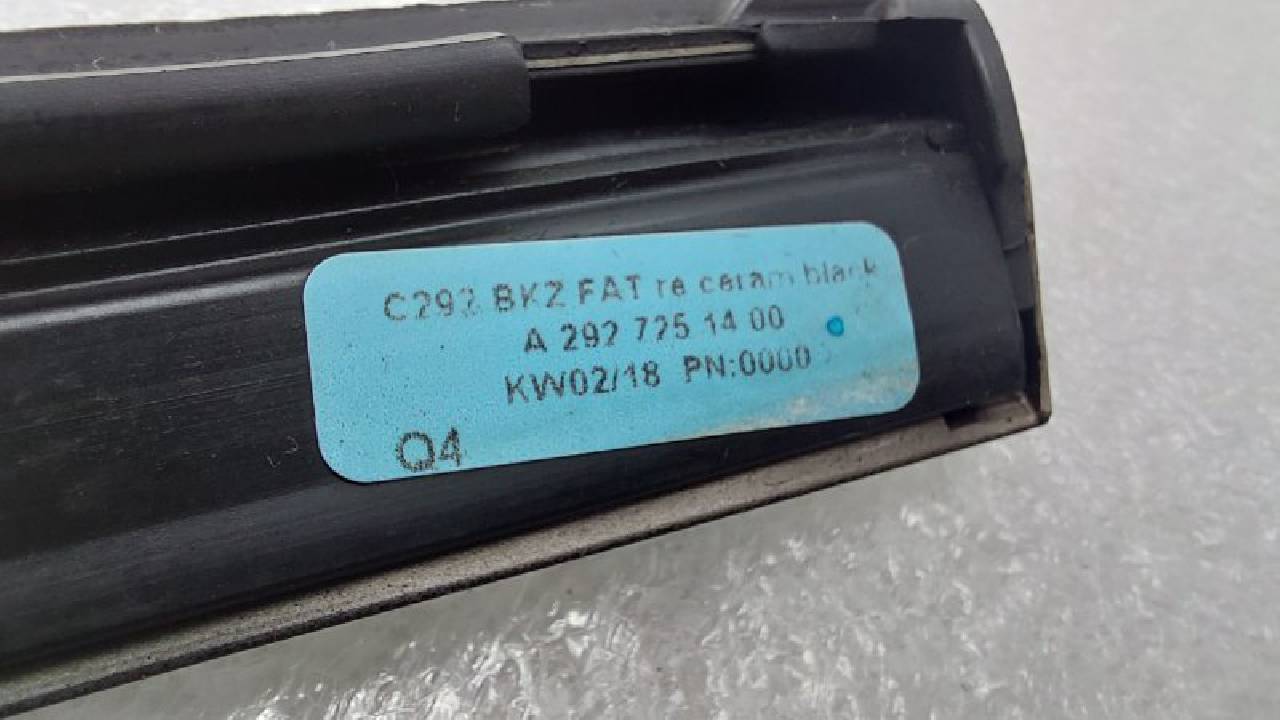 C292 BKZ FAT re ceram black
A 292 725 14 00
KW02/18 PN:0000
Q4